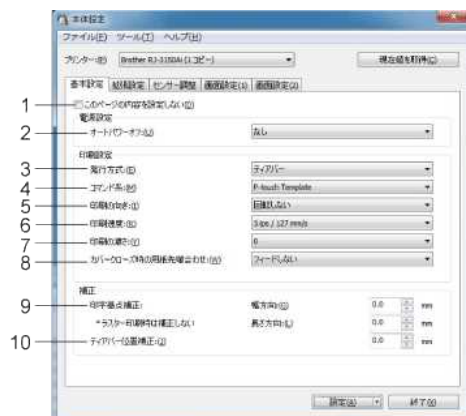 本体設定
ファイル(F) ツール(T) ヘルプ(H)
プリンター:(P) Brother RJ-3150Ai (1コピー) 現在値を取得(C)
基本設定 拡張設定 センサー調整 画面設定(1) 画面設定(2)
1 このページの内容を設定しない(D)
電源設定
2 オートパワーオフ:(U) なし
印刷設定
3 発行方式:(E) ティアバー
4 コマンド系:(M) P-touch Template
5 印刷の向き:(I) 回転しない
6 印刷速度:(N) 5 ips / 127 mm/s
7 印刷の濃さ:(Y) 0
8 カバークローズ時の用紙先端合わせ:(W) フィードしない
補正
9 印字基点補正: 幅方向:(G) 0.0 mm
*ラスター印刷時は補正しない 長さ方向:(L) 0.0 mm
10 ティアバー位置補正:(J) 0.0 mm
設定(A) 終了(X)